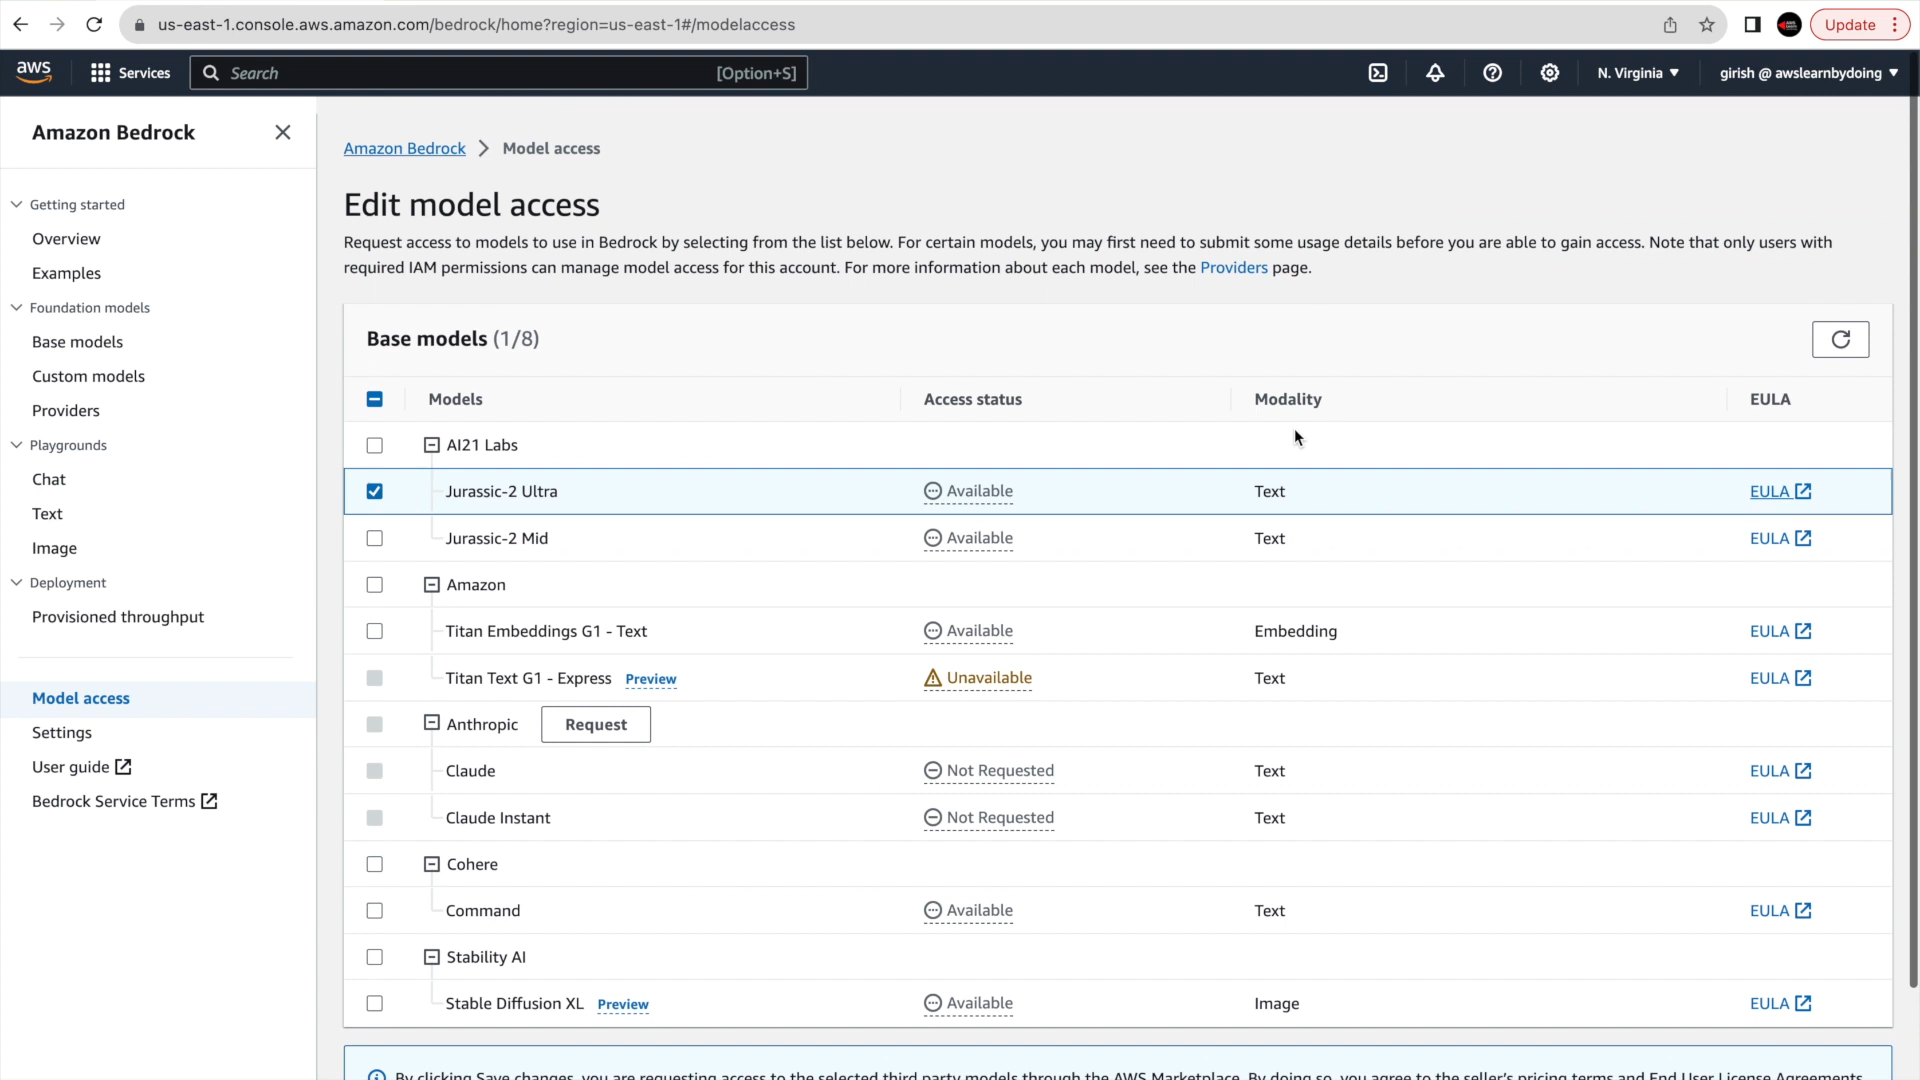 us-east-1.console.aws.amazon.com/bedrock/home?region=us-east-1#/modelaccess
Update
aws
Services
Search
[Option+S]
N. Virginia
girish @ awslearnbydoing
Amazon Bedrock
Getting started
Overview
Examples
Foundation models
Base models
Custom models
Providers
Playgrounds
Chat
Text
Image
Deployment
Provisioned throughput
Model access
Settings
User guide
Bedrock Service Terms
Amazon Bedrock > Model access
Edit model access
Request access to models to use in Bedrock by selecting from the list below. For certain models, you may first need to submit some usage details before you are able to gain access. Note that only users with
required IAM permissions can manage model access for this account. For more information about each model, see the Providers page.
Base models (1/8)
Models Access status Modality EULA
AI21 Labs
Jurassic-2 Ultra Available Text EULA
Jurassic-2 Mid Available Text EULA
Amazon
Titan Embeddings G1 - Text Available Embedding EULA
Titan Text G1 - Express Preview Unavailable Text EULA
Anthropic Request
Claude Not Requested Text EULA
Claude Instant Not Requested Text EULA
Cohere
Command Available Text EULA
Stability AI
Stable Diffusion XL Preview Available Image EULA
By clicking Save changes, you are requesting access to the selected third party models through the AWS Marketplace. By doing so, you agree to the seller's pricing terms and End User License Agreements